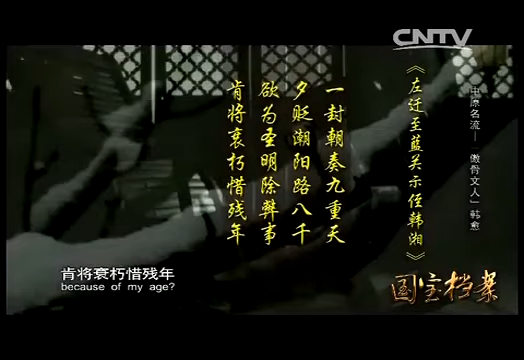 CNTV
中原名流——「傲骨文人」韩愈
《左迁至蓝关示侄韩湘》
一封朝奏九重天
夕贬潮阳路八千
欲为圣明除弊事
肯将衰朽惜残年
肯将衰朽惜残年
because of my age?
国宝档案